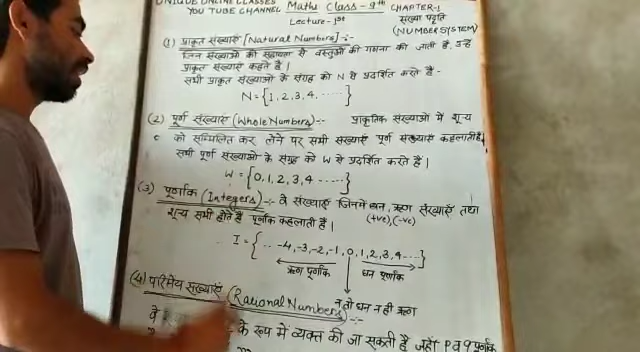 UNIQUE ONLINE CLASSES
YOU TUBE CHANNEL Maths Class-9th CHAPTER-1
Lecture-1st संख्या पद्धति
(NUMBER SYSTEM)
(1) प्राकृत संख्याएं [Natural Numbers] :-
जिन संख्याओं की सहायता से वस्तुओं की गणना की जाती है, उन्हें
प्राकृत संख्याएं कहते हैं।
सभी प्राकृत संख्याओं के संग्रह को N से प्रदर्शित करते हैं -
N = {1, 2, 3, 4, ......}
(2) पूर्ण संख्याएं (Whole Numbers) :- प्राकृतिक संख्याओं में शून्य
को सम्मिलित कर लेने पर सभी संख्याएं पूर्ण संख्याएं कहलाती हैं,
सभी पूर्ण संख्याओं के संग्रह को W से प्रदर्शित करते हैं।
W = {0, 1, 2, 3, 4 ......}
(3) पूर्णांक (Integers) :- वे संख्याएं जिनमें धन, ऋण संख्याएं तथा
(+ve), (-ve)
शून्य सभी होते हैं पूर्णांक कहलाती हैं।
I = {... -4, -3, -2, -1, 0, 1, 2, 3, 4 ....}
ऋण पूर्णांक धन पूर्णांक
न तो धन न ही ऋण
(4) परिमेय संख्याएं (Rational Numbers) :-
वे के रूप में व्यक्त की जा सकती है जहाँ p व q पूर्णांक